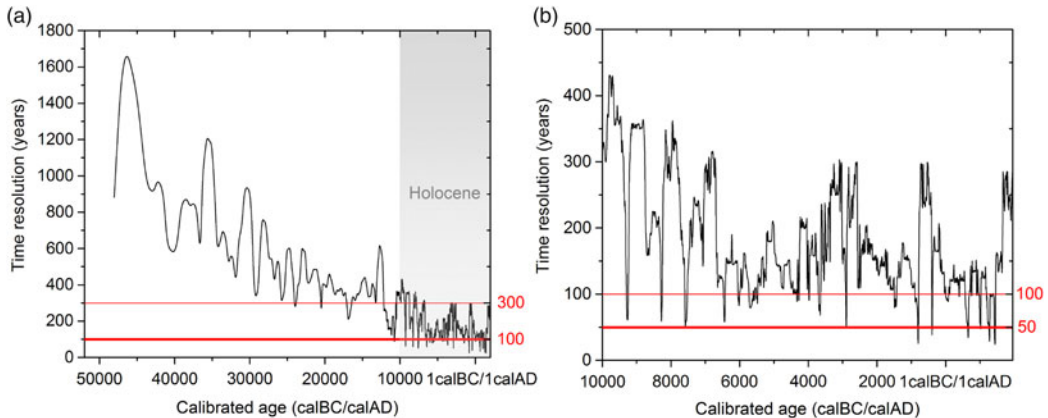 (a)
1800
1600
1400
1200
1000
800
600
400
200
0
Time resolution (years)
Holocene
300
100
50000 40000 30000 20000 10000 1calBC/1calAD
Calibrated age (calBC/calAD)
(b)
500
400
300
200
100
0
Time resolution (years)
100
50
10000 8000 6000 4000 2000 1calBC/1calAD
Calibrated age (calBC/calAD)